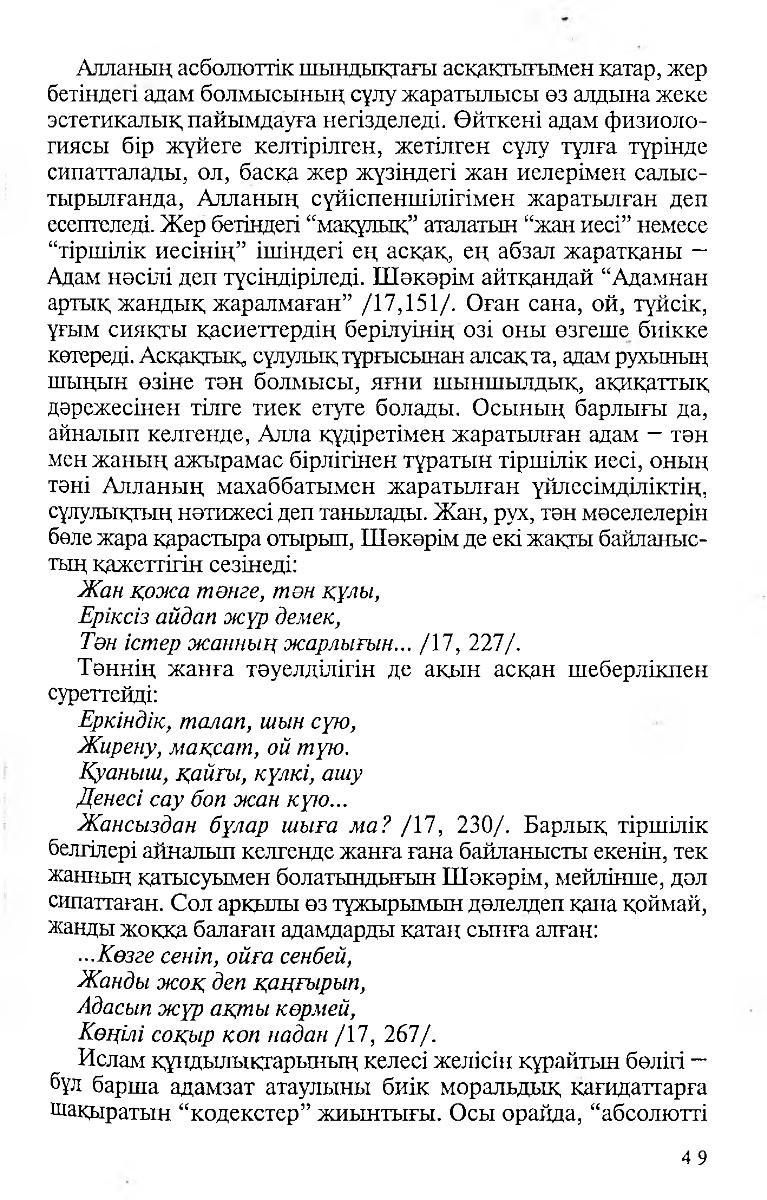 Алланың асболюттік шындықтағы асқақтығымен қатар, жер
бетіндегі адам болмысының сұлу жаратылысы өз алдына жеке
эстетикалық пайымдауға негізделеді. Өйткені адам физиоло-
гиясы бір жүйеге келтірілген, жетілген сұлу тұлға түрінде
сипатталады, ол, басқа жер жүзіндегі жан иелерімен салыс-
тырылғанда, Алланың сүйіспеншілігімен жаратылған деп
есептеледі. Жер бетіндегі “мақұлық” аталатын “жан иесі” немесе
“тіршілік иесінің” ішіндегі ең асқақ, ең абзал жаратқаны –
Адам нәсілі деп түсіндіріледі. Шәкәрім айтқандай “Адамнан
артық жандық жаралмаған” /17,151/. Оған сана, ой, түйсік,
ұғым сияқты қасиеттердің берілуінің озі оны өзгеше биікке
көтереді. Асқақтық, сұлулық тұрғысынан алсақ та, адам рухының
шыңын өзіне тән болмысы, яғни шыншылдық, ақиқаттық
дәрежесінен тілге тиек етуге болады. Осының барлығы да,
айналып келгенде, Алла құдіретімен жаратылған адам – тән
мен жаның ажырамас бірлігінен тұратын тіршілік иесі, оның
тәні Алланың махаббатымен жаратылған үйлесімділіктің,
сұлулықтың нәтижесі деп танылады. Жан, рух, тән мәселелерін
бөле жара қарастыра отырып, Шәкәрім де екі жақты байланыс-
тың қажеттігін сезінеді:
Жан қожа тәнге, тән құлы,
Еріксіз айдап жүр демек,
Тән істер жанның жарлығын... /17, 227/.
Тәннің жанға тәуелділігін де ақын асқан шеберлікпен
суреттейді:
Еркіндік, талап, шын сүю,
Жирену, мақсат, ой түю.
Қуаныш, қайғы, күлкі, ашу
Денесі сау боп жан күю...
Жансыздан бұлар шыға ма? /17, 230/. Барлық тіршілік
белгілері айналып келгенде жанға ғана байланысты екенін, тек
жанның қатысуымен болатындығын Шәкәрім, мейлінше, дәл
сипаттаған. Сол арқылы өз тұжырымын дәлелдеп қана қоймай,
жанды жоққа балаған адамдарды қатаң сынға алған:
...Көзге сеніп, ойға сенбей,
Жанды жоқ деп қаңғырып,
Адасып жүр ақты көрмей,
Көңілі соқыр коп надан /17, 267/.
Ислам құндылықтарының келесі желісін құрайтын бөлігі –
бұл барша адамзат атаулыны биік моральдық қағидаттарға
шақыратын “кодекстер” жиынтығы. Осы орайда, “абсолютті
49